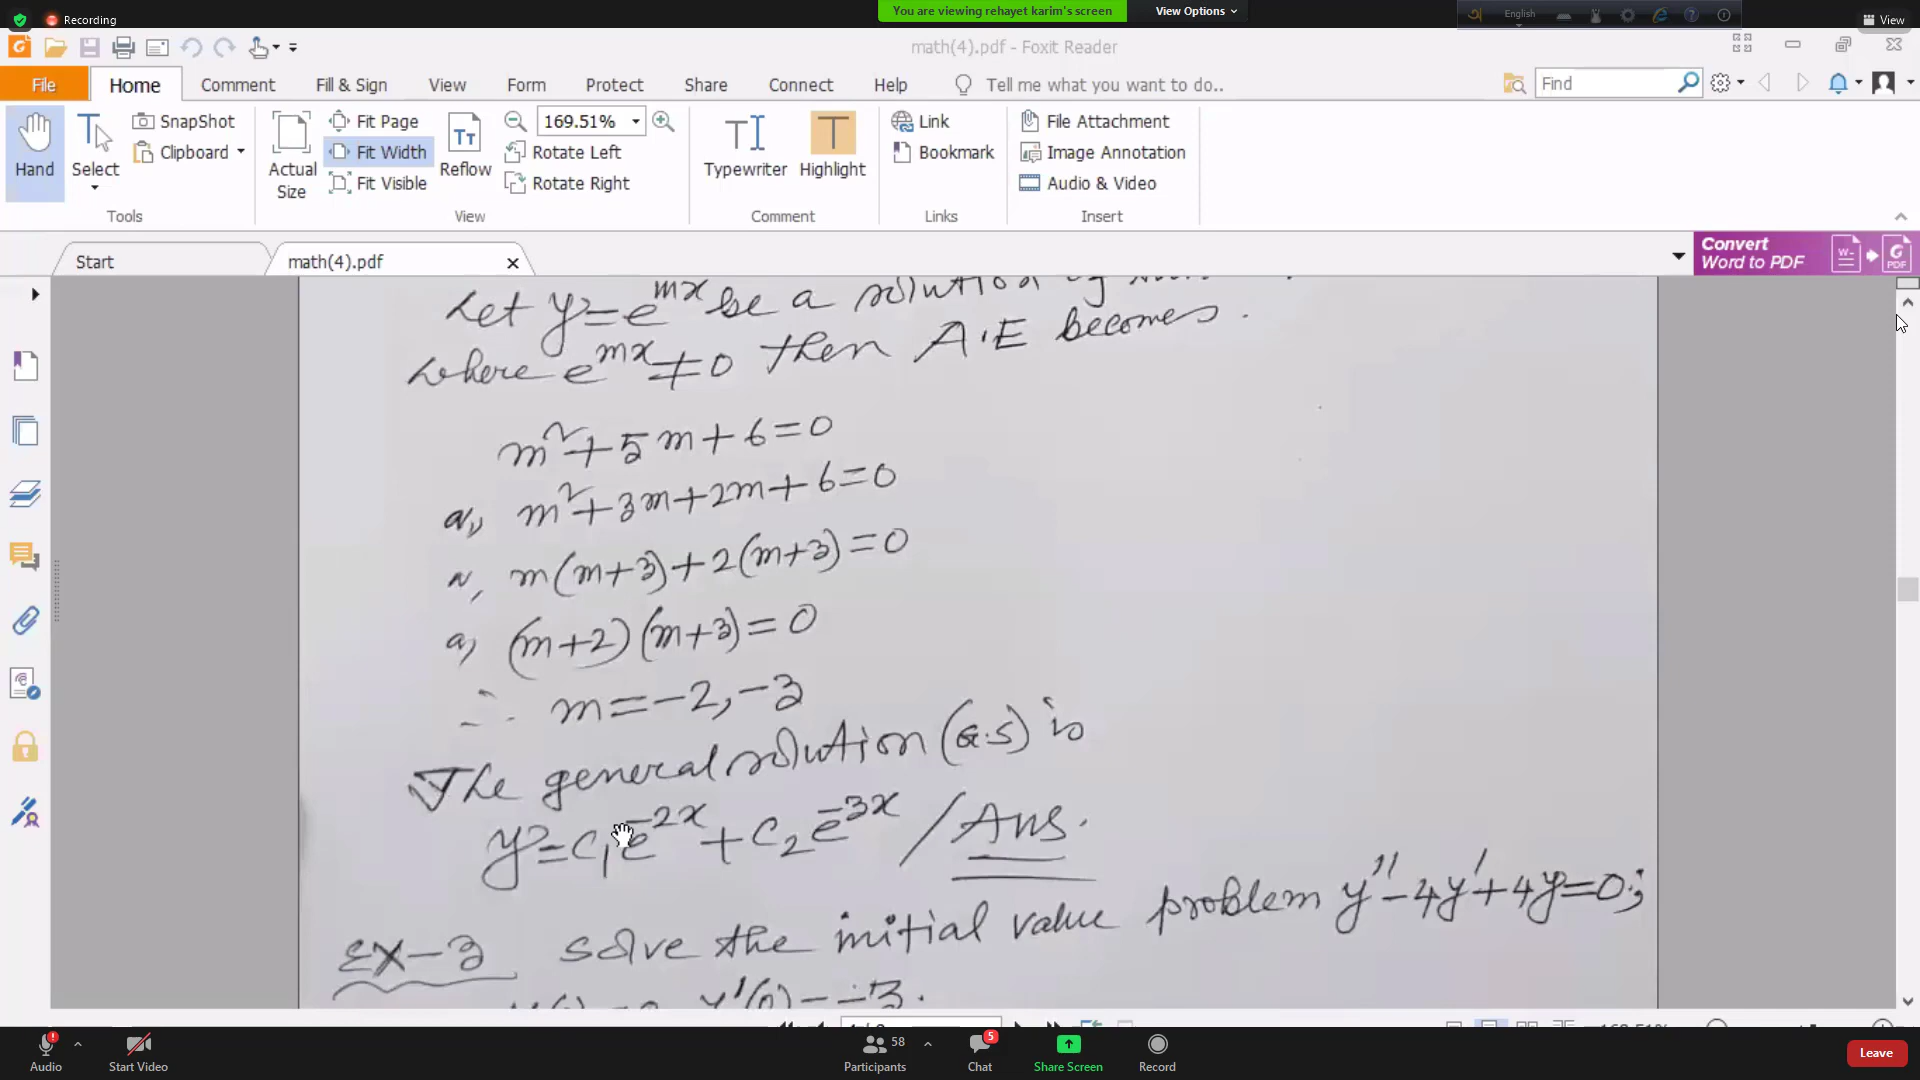 Recording
You are viewing rehayet karim's screen
View Options
English
View
math(4).pdf - Foxit Reader
File
Home
Comment
Fill & Sign
View
Form
Protect
Share
Connect
Help
Tell me what you want to do..
Find
Hand
Select
SnapShot
Clipboard
Tools
Actual Size
Fit Page
Fit Width
Fit Visible
Reflow
169.51%
Rotate Left
Rotate Right
View
Typewriter
Highlight
Comment
Link
Bookmark
Links
File Attachment
Image Annotation
Audio & Video
Insert
Start
math(4).pdf
Convert
Word to PDF
Let y=e^mx be a solution of
where e^mx≠0 then A.E becomes.
m²+5m+6=0
or, m²+3m+2m+6=0
or, m(m+3)+2(m+3)=0
or, (m+2)(m+3)=0
∴ m=-2,-3
The general solution (G.S) is
y=c₁e^-2x+c₂e^-3x /Ans.
Ex-3 solve the initial value problem y''-4y'+4y=0;
y'(0)=-3.
Audio
Start Video
Participants
58
Chat
5
Share Screen
Record
Leave